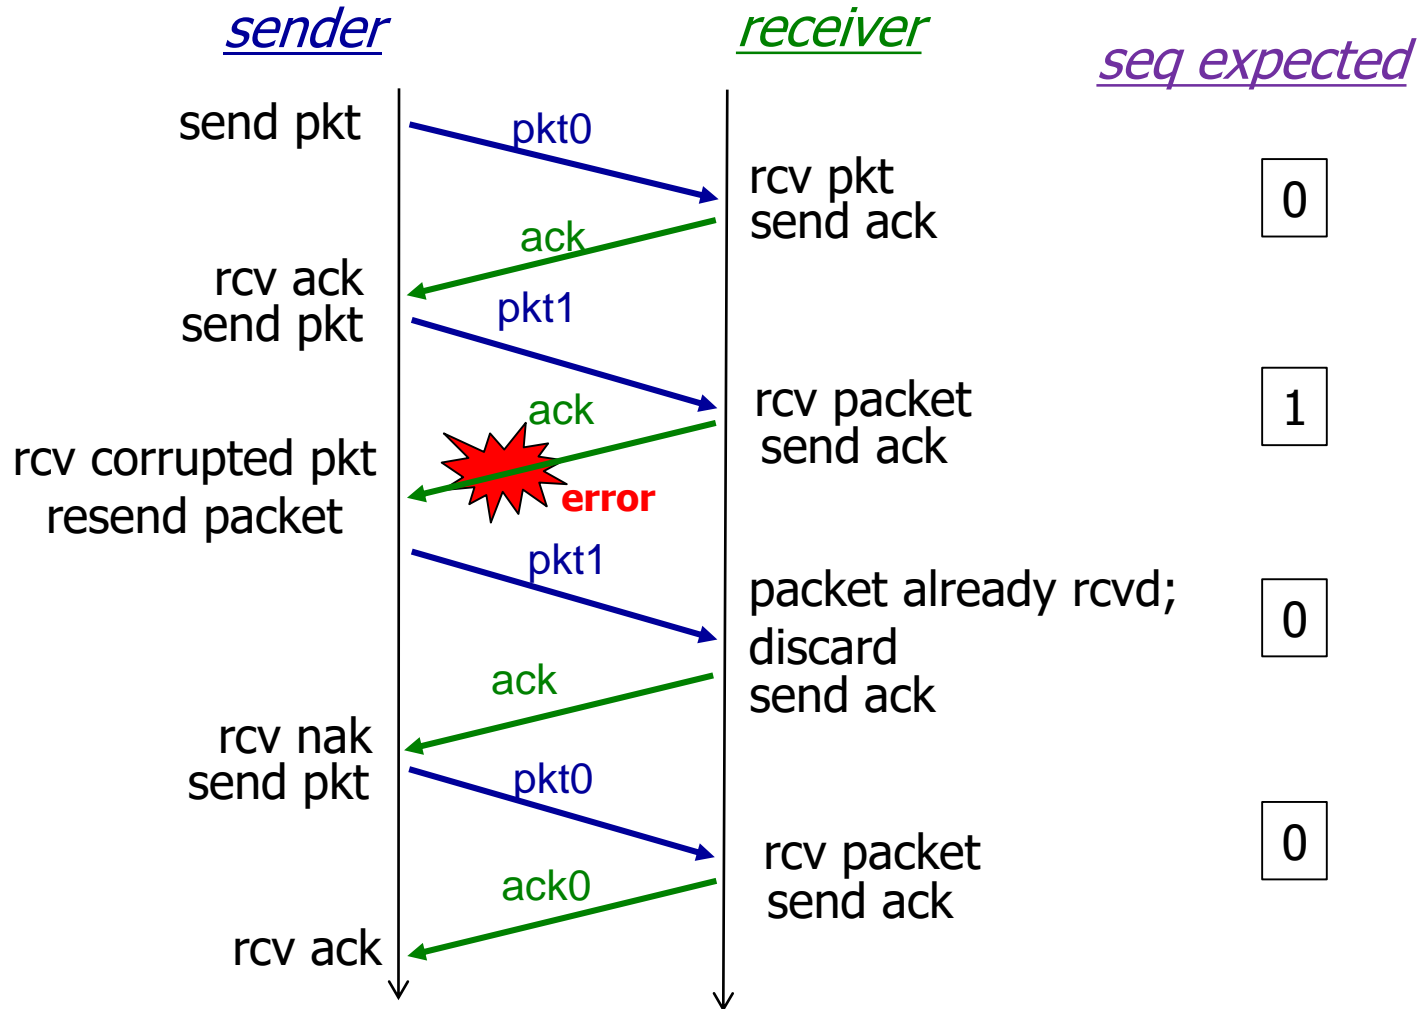 sender
receiver
seq expected
send pkt
pkt0
rcv pkt
send ack
0
ack
rcv ack
send pkt
pkt1
rcv packet
send ack
1
ack
error
rcv corrupted pkt
resend packet
pkt1
packet already rcvd;
discard
send ack
0
ack
rcv nak
send pkt
pkt0
rcv packet
send ack
0
ack0
rcv ack